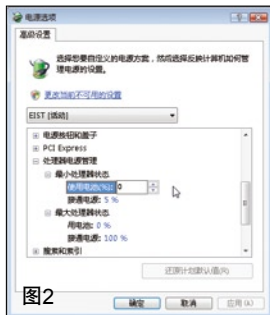 电源选项
高级设置
选择您要自定义的电源方案，然后选择反映计算机如何管
理电源的设置。
更改当前不可用的设置
EIST [活动]
电源按钮和盖子
PCI Express
处理器电源管理
最小处理器状态
使用电池(%): 0
接通电源: 5 %
最大处理器状态
用电池: 0 %
接通电源: 100 %
搜索和索引
还原计划默认值(R)
确定 取消 应用(A)
图2